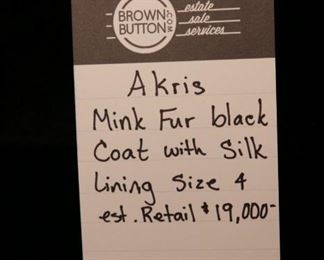 BROWN
BUTTON
.COM
estate
sale
services
Akris
Mink Fur black
Coat with Silk
Lining Size 4
est. Retail $19,000-